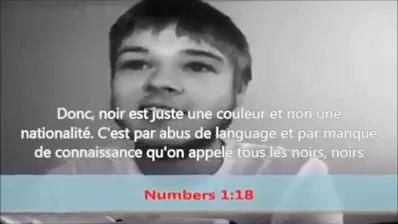 Donc, noir est juste une couleur et non une
nationalité. C'est par abus de language et par manque
de connaissance qu'on appele tous les noirs, noirs
Numbers 1:18